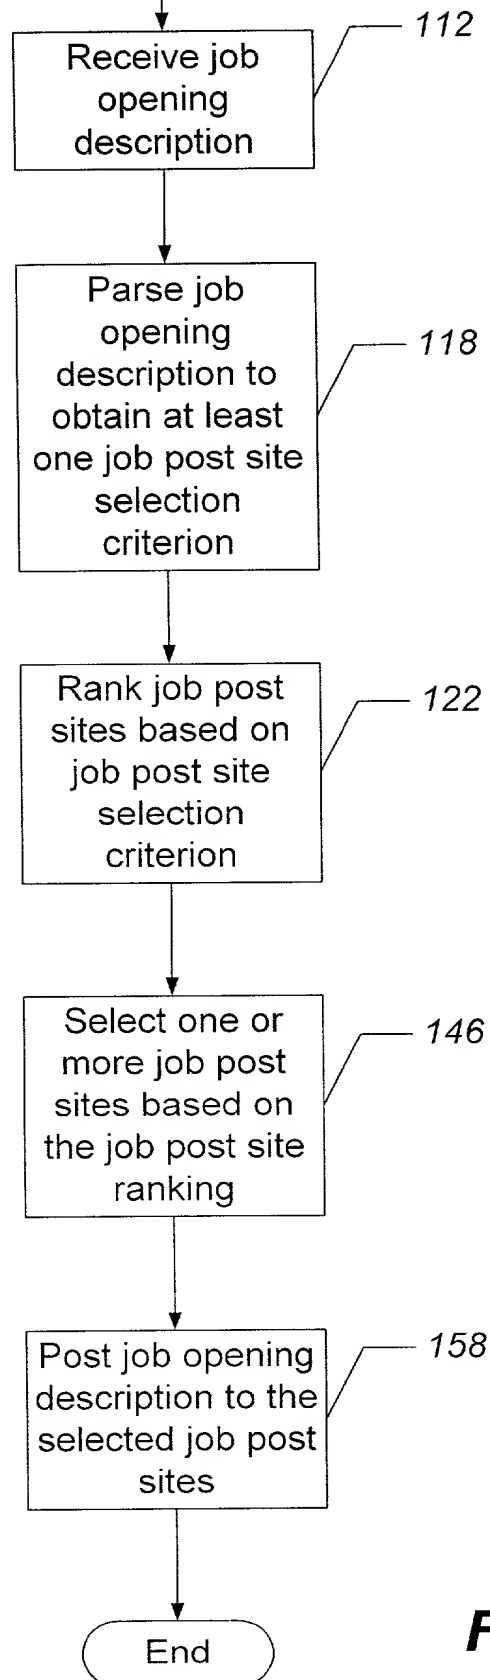 112
Receive job
opening
description
118
Parse job
opening
description to
obtain at least
one job post site
selection
criterion
122
Rank job post
sites based on
job post site
selection
criterion
146
Select one or
more job post
sites based on
the job post site
ranking
158
Post job opening
description to the
selected job post
sites
End
F